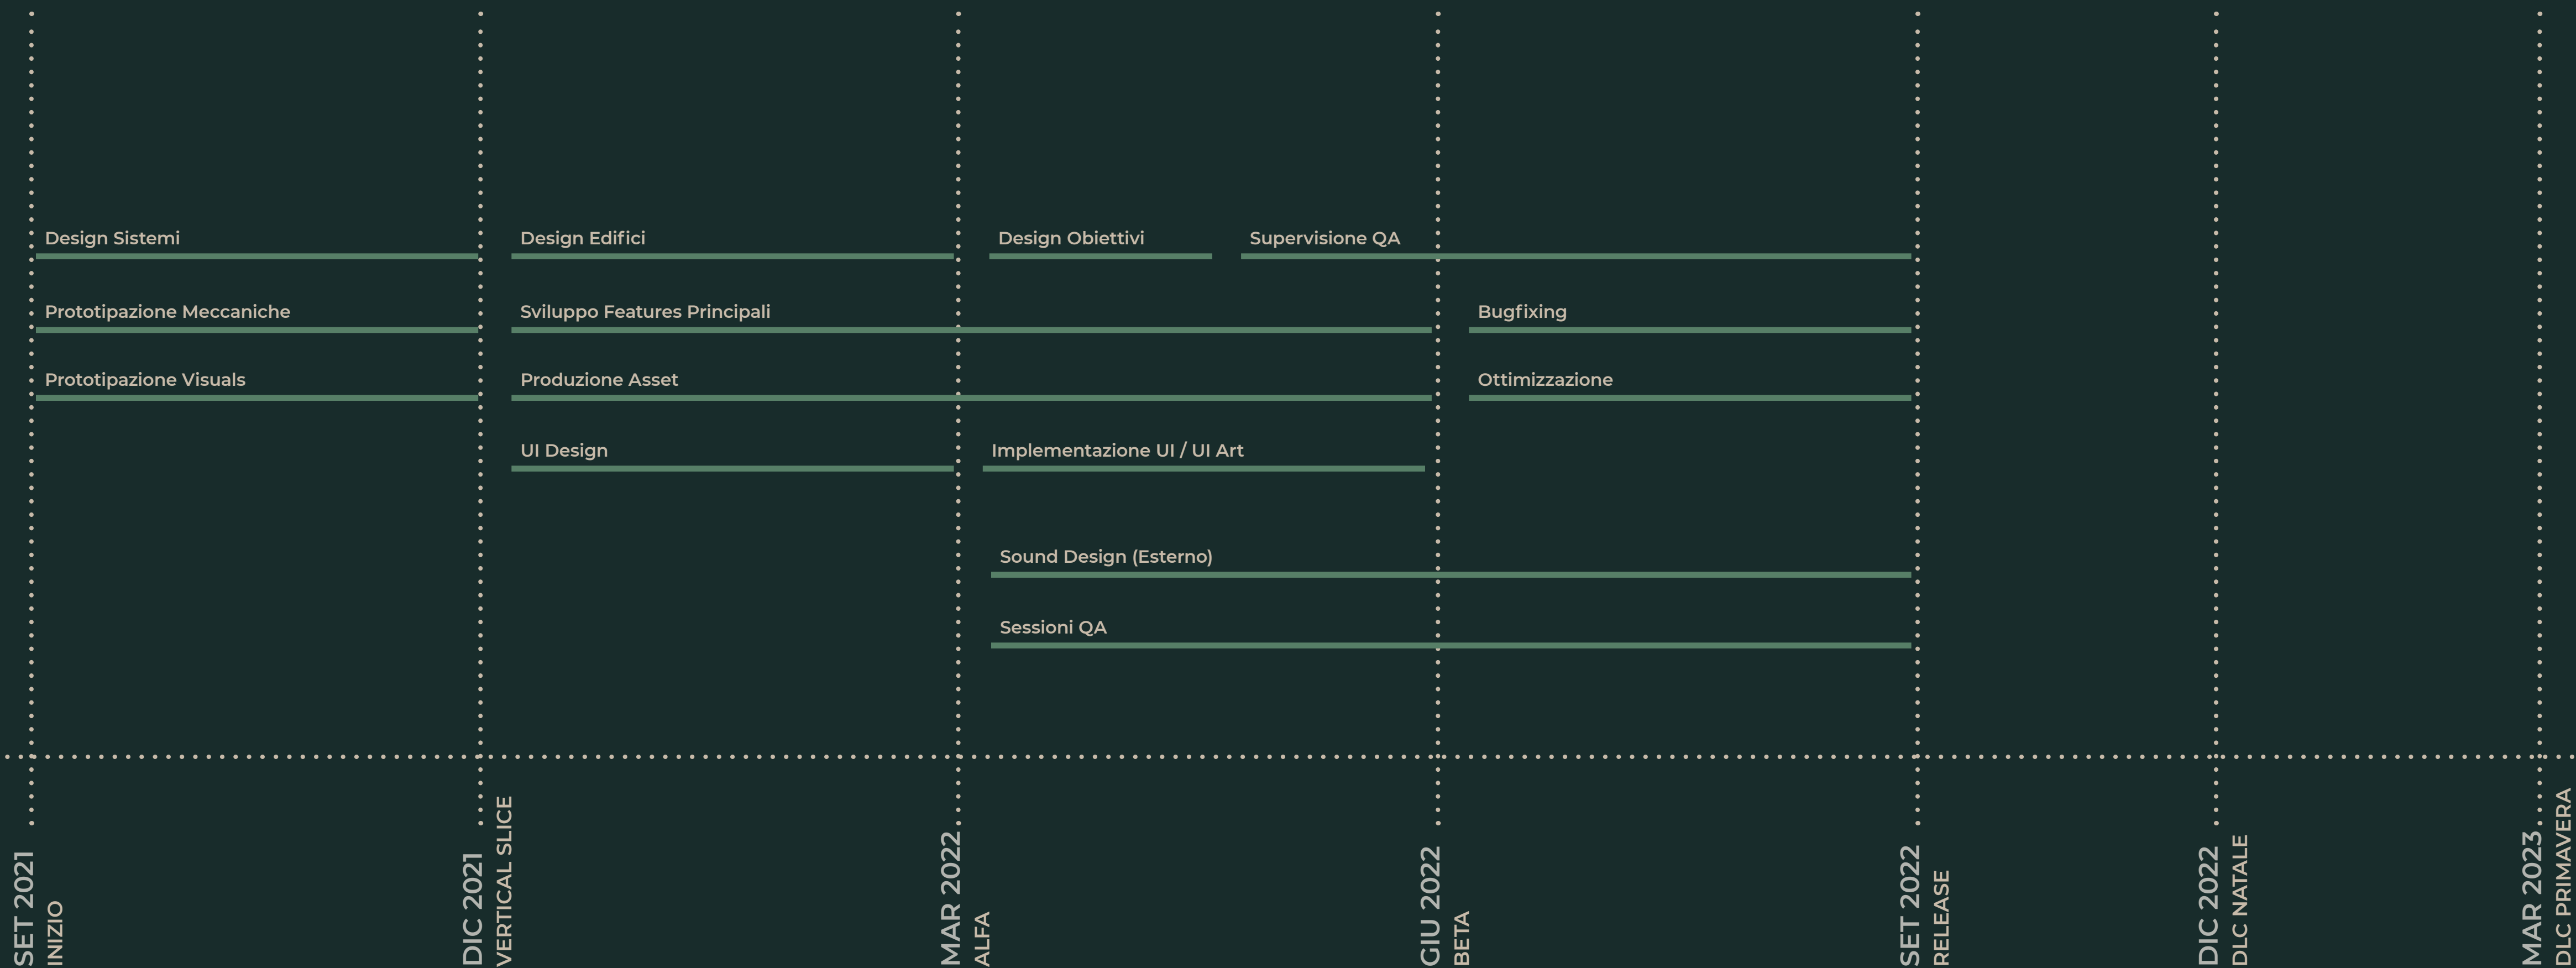 Design Sistemi
Design Edifici
Design Obiettivi
Supervisione QA
Prototipazione Meccaniche
Sviluppo Features Principali
Bugfixing
Prototipazione Visuals
Produzione Asset
Ottimizzazione
UI Design
Implementazione UI / UI Art
Sound Design (Esterno)
Sessioni QA
SET 2021
INIZIO
DIC 2021
VERTICAL SLICE
MAR 2022
ALFA
GIU 2022
BETA
SET 2022
RELEASE
DIC 2022
DLC NATALE
MAR 2023
DLC PRIMAVERA